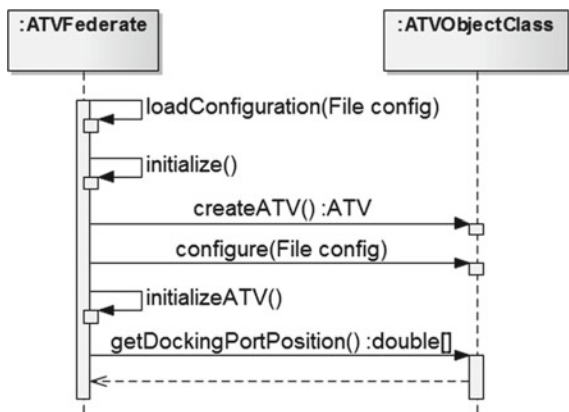 :ATVFederate
:ATVObjectClass
loadConfiguration(File config)
initialize()
createATV() :ATV
configure(File config)
initializeATV()
getDockingPortPosition() :double[]